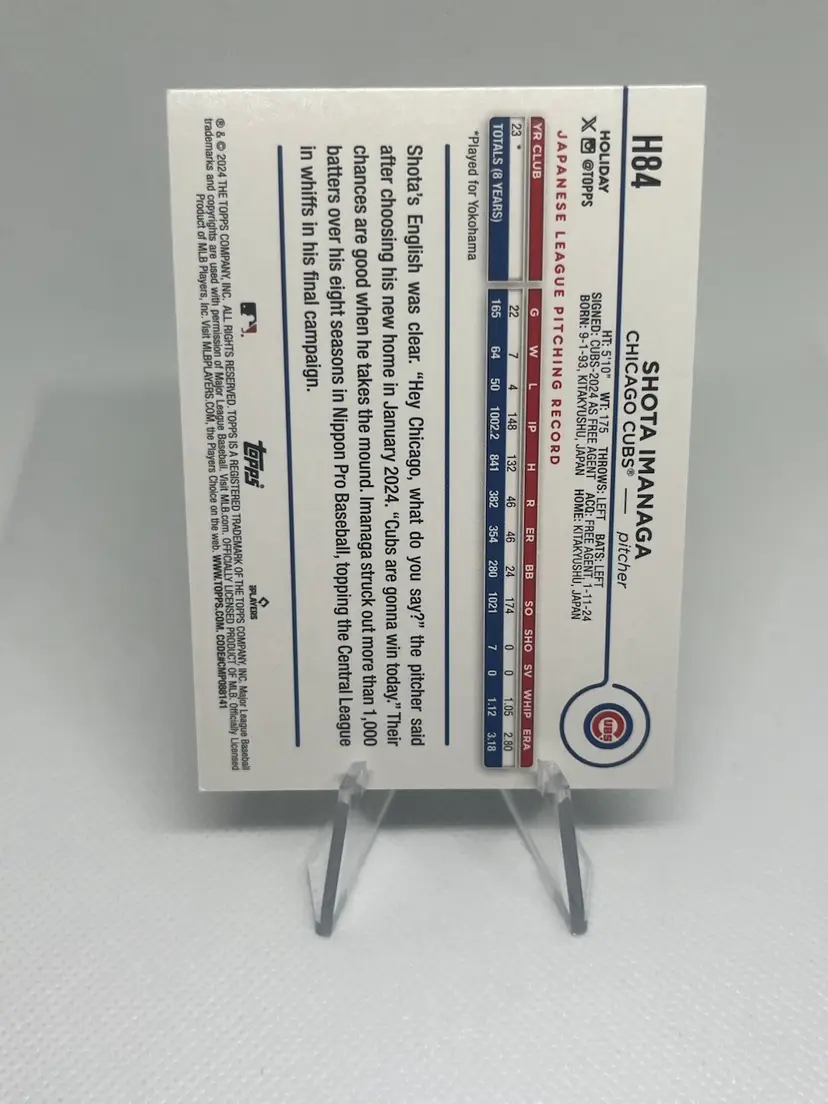 H84
SHOTA IMANAGA
CHICAGO CUBS® — pitcher
HT: 5'10" WT: 175 THROWS: LEFT BATS: LEFT
SIGNED: CUBS-2024 AS FREE AGENT ACQ: FREE AGENT, 1-11-24
BORN: 9-1-93, KITAKYUSHU, JAPAN HOME: KITAKYUSHU, JAPAN
HOLIDAY
@TOPPS
CUBS
JAPANESE LEAGUE PITCHING RECORD
YR CLUB G W L IP H R ER BB SO SHO SV WHIP ERA
23 * 22 7 4 148 132 46 46 24 174 0 0 1.05 2.80
TOTALS (8 YEARS) 165 64 50 1002.2 841 382 354 280 1021 7 0 1.12 3.18
*Played for Yokohama
Shota's English was clear. “Hey Chicago, what do you say?” the pitcher said
after choosing his new home in January 2024. “Cubs are gonna win today.” Their
chances are good when he takes the mound. Imanaga struck out more than 1,000
batters over his eight seasons in Nippon Pro Baseball, topping the Central League
in whiffs in his final campaign.
topps
PLAYERS
® & © 2024 THE TOPPS COMPANY, INC. ALL RIGHTS RESERVED. TOPPS IS A REGISTERED TRADEMARK OF THE TOPPS COMPANY, INC. Major League Baseball
trademarks and copyrights are used with permission of Major League Baseball. Visit MLB.com. OFFICIALLY LICENSED PRODUCT OF MLB. Officially Licensed
Product of MLB Players, Inc. Visit MLBPLAYERS.COM, the Players Choice on the web. WWW.TOPPS.COM. CODE#CMP088141